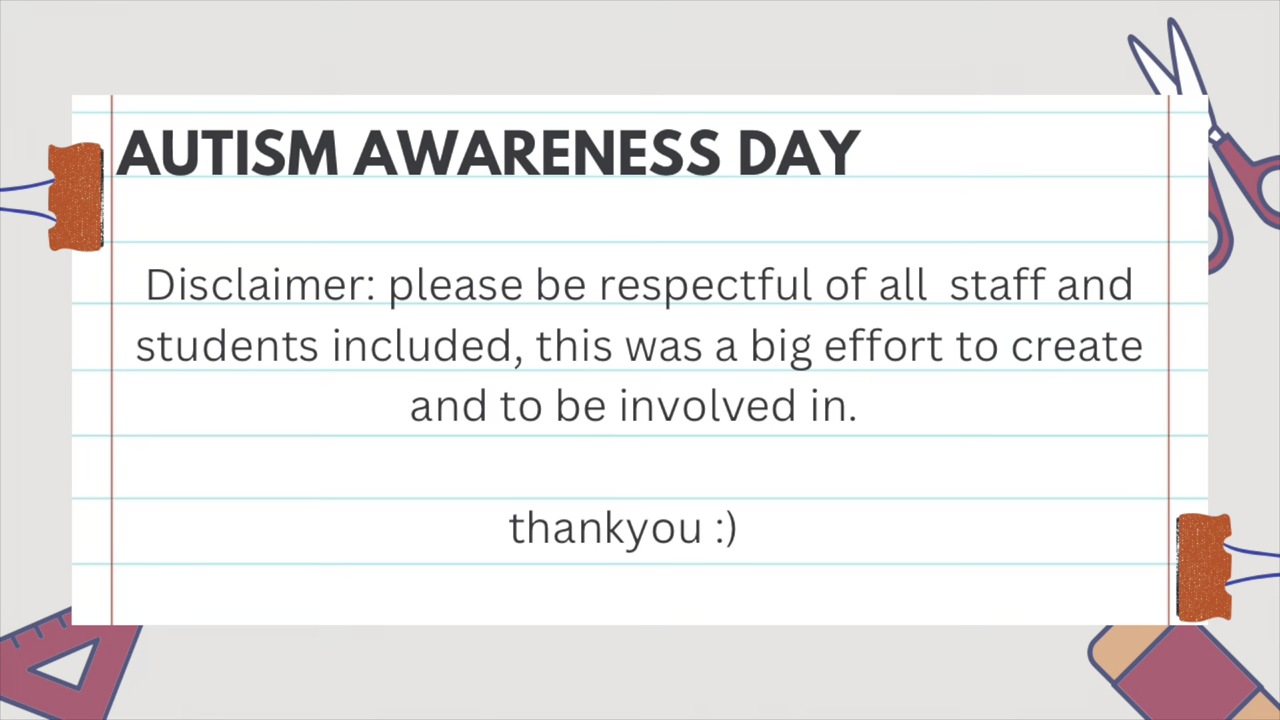 AUTISM AWARENESS DAY
Disclaimer: please be respectful of all  staff and
students included, this was a big effort to create
and to be involved in.
thankyou :)